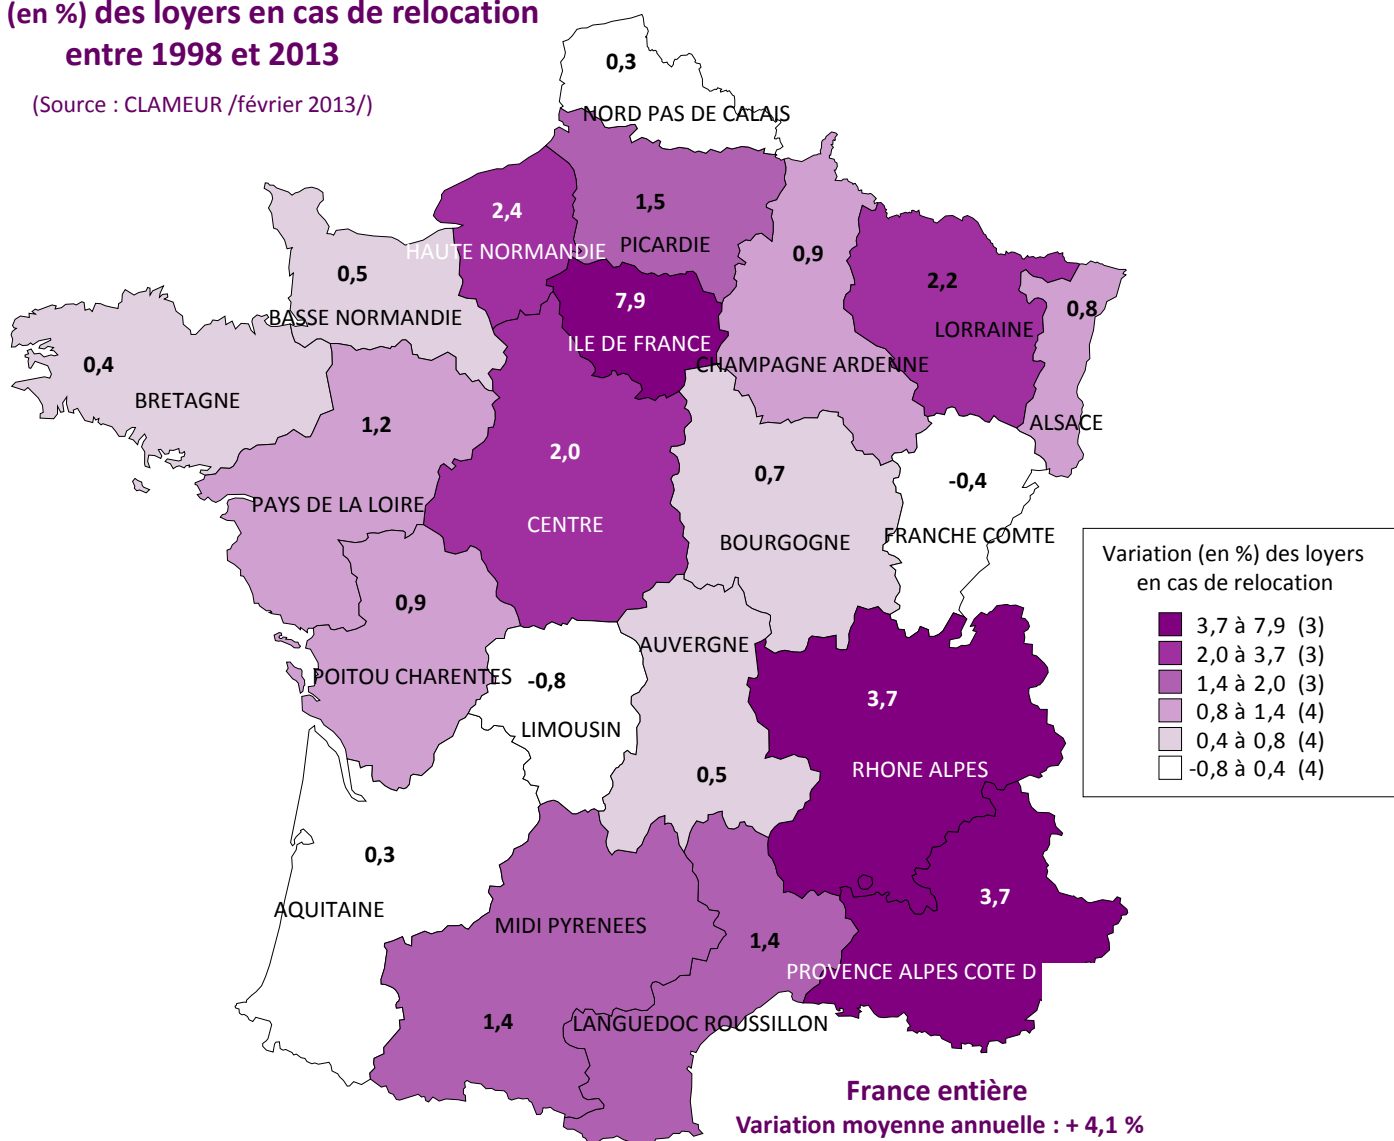 (en %) des loyers en cas de relocation
entre 1998 et 2013
(Source : CLAMEUR /février 2013/)
0,3
NORD PAS DE CALAIS
2,4
HAUTE NORMANDIE
1,5
PICARDIE
0,9
CHAMPAGNE ARDENNE
2,2
LORRAINE
0,8
ALSACE
0,5
BASSE NORMANDIE
7,9
ILE DE FRANCE
0,4
BRETAGNE
1,2
PAYS DE LA LOIRE
2,0
CENTRE
0,7
BOURGOGNE
-0,4
FRANCHE COMTE
0,9
POITOU CHARENTES
-0,8
LIMOUSIN
AUVERGNE
0,5
3,7
RHONE ALPES
0,3
AQUITAINE
MIDI PYRENEES
1,4
1,4
LANGUEDOC ROUSSILLON
3,7
PROVENCE ALPES COTE D
Variation (en %) des loyers
en cas de relocation
3,7 à 7,9 (3)
2,0 à 3,7 (3)
1,4 à 2,0 (3)
0,8 à 1,4 (4)
0,4 à 0,8 (4)
-0,8 à 0,4 (4)
France entière
Variation moyenne annuelle : + 4,1 %